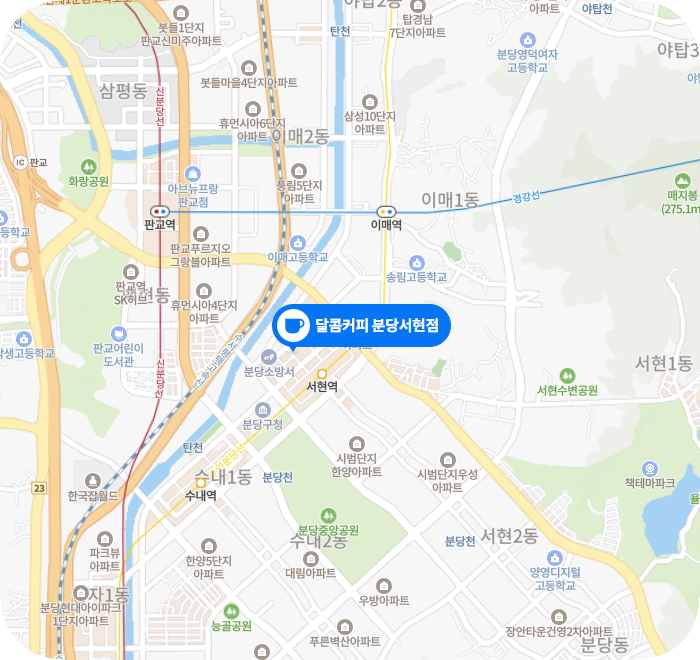 야탑2동
탑경남
7단지아파트
아파트
야탑천
봇들1단지
판교신미주아파트
탄천
분당영덕여자
고등학교
야탑3
봇들마을4단지아파트
삼평동
신분당선
휴먼시아6단지
아파트
삼성10단지
아파트
이매2동
판교
화랑공원
아브뉴프랑
판교점
풍림5단지
아파트
이매1동
경강선
매지봉
(275.1m
고등학교
판교역
이매역
판교푸르지오
그랑블아파트
이매고등학교
송림고등학교
판교역
SK허브
휴먼시아4단지
아파트
달콤커피 분당서현점
판교어린이
도서관
분당소방서
서현역
서현1동
신분당선
서현수변공원
분당구청
탄천
수내1동
분당천
시범단지
한양아파트
시범단지우성
아파트
책테마파크
23
한국잡월드
수내역
분당중앙공원
수내2동
분당천
서현2동
파크뷰
아파트
한양5단지
아파트
대림아파트
양영디지털
고등학교
자1동
분당현대아이파크
1단지아파트
우방아파트
능골공원
푸른벽산아파트
장안타운건영2차아파트
분당동